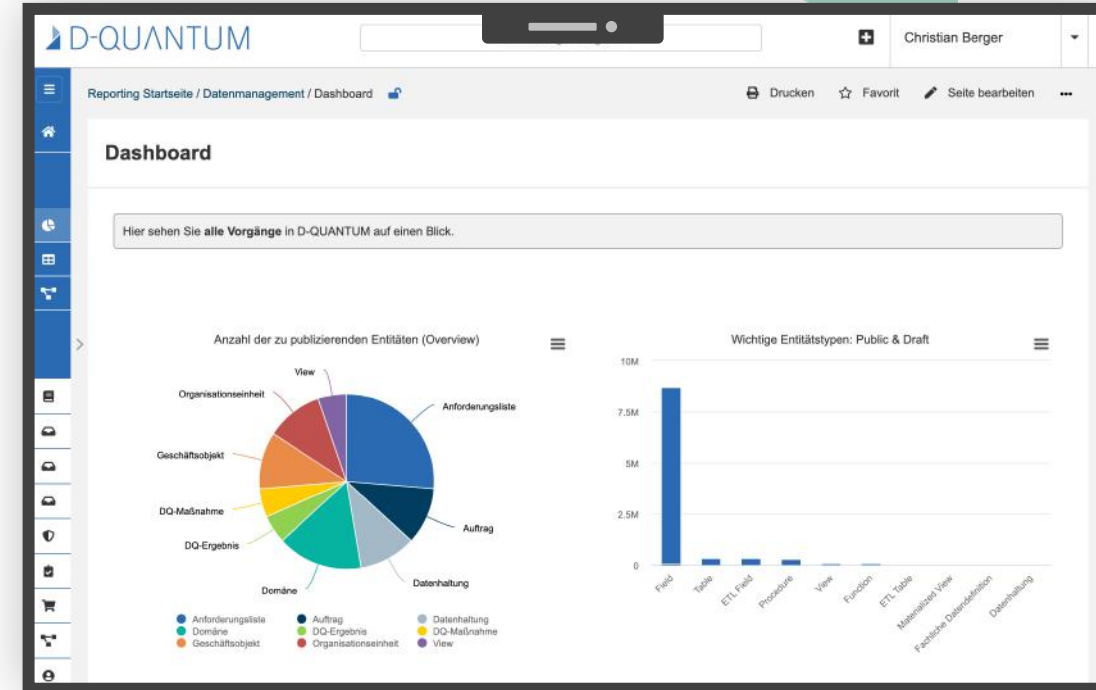 D-QUANTUM
Christian Berger
Reporting Startseite / Datenmanagement / Dashboard
Drucken
Favorit
Seite bearbeiten
Dashboard
Hier sehen Sie alle Vorgänge in D-QUANTUM auf einen Blick.
Anzahl der zu publizierenden Entitäten (Overview)
View
Organisationseinheit
Anforderungsliste
Geschäftsobjekt
DQ-Maßnahme
Auftrag
DQ-Ergebnis
Datenhaltung
Domäne
Anforderungsliste Auftrag Datenhaltung
Domäne DQ-Ergebnis DQ-Maßnahme
Geschäftsobjekt Organisationseinheit View
Wichtige Entitätstypen: Public & Draft
10M
7.5M
5M
2.5M
0
Field
Table
ETL Field
Procedure
View
Function
ETL Table
Materialized View
Fachliche Datendefinition
Datenhaltung